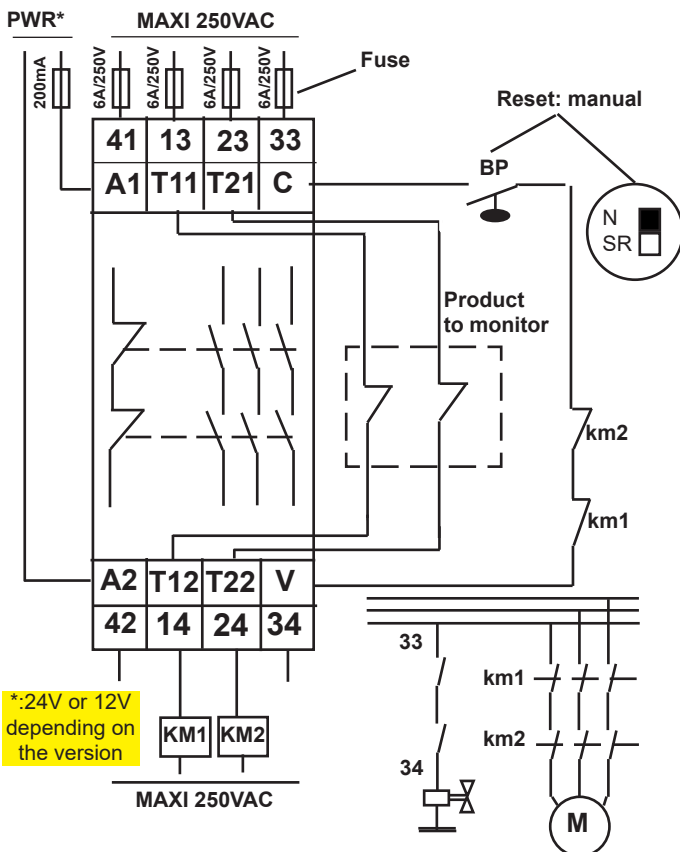 PWR*
MAXI 250VAC
200mA
6A/250V
6A/250V
6A/250V
6A/250V
Fuse
Reset: manual
41 13 23 33
A1 T11 T21 C
BP
N
SR
Product
to monitor
km2
km1
A2 T12 T22 V
42 14 24 34
33
km1
*:24V or 12V
depending on
the version
KM1 KM2
km2
34
MAXI 250VAC
M